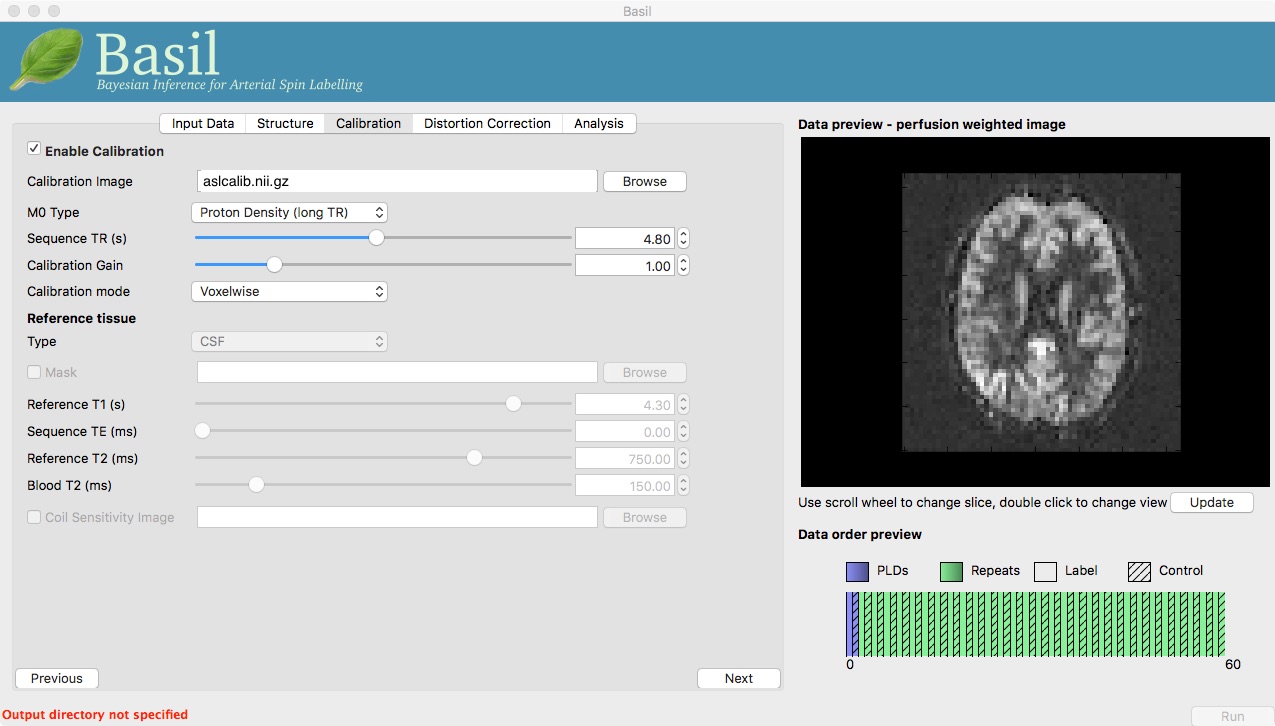 Basil
Basil
Bayesian Inference for Arterial Spin Labelling
Input Data Structure Calibration Distortion Correction Analysis
Enable Calibration
Calibration Image aslcalib.nii.gz Browse
M0 Type Proton Density (long TR)
Sequence TR (s) 4.80
Calibration Gain 1.00
Calibration mode Voxelwise
Reference tissue
Type CSF
Mask Browse
Reference T1 (s) 4.30
Sequence TE (ms) 0.00
Reference T2 (ms) 750.00
Blood T2 (ms) 150.00
Coil Sensitivity Image Browse
Previous Next
Data preview - perfusion weighted image
Use scroll wheel to change slice, double click to change view Update
Data order preview
PLDs Repeats Label Control
0 60
Output directory not specified Run